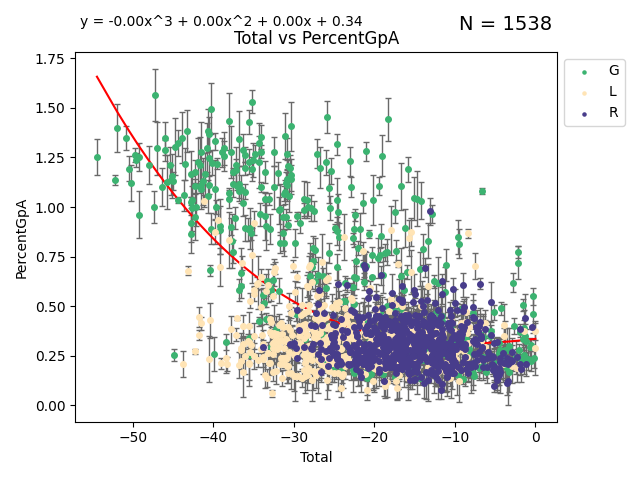 y = -0.00x^3 + 0.00x^2 + 0.00x + 0.34
N = 1538
Total vs PercentGpA
G
L
R
PercentGpA
1.75
1.50
1.25
1.00
0.75
0.50
0.25
0.00
−50
−40
−30
−20
−10
0
Total